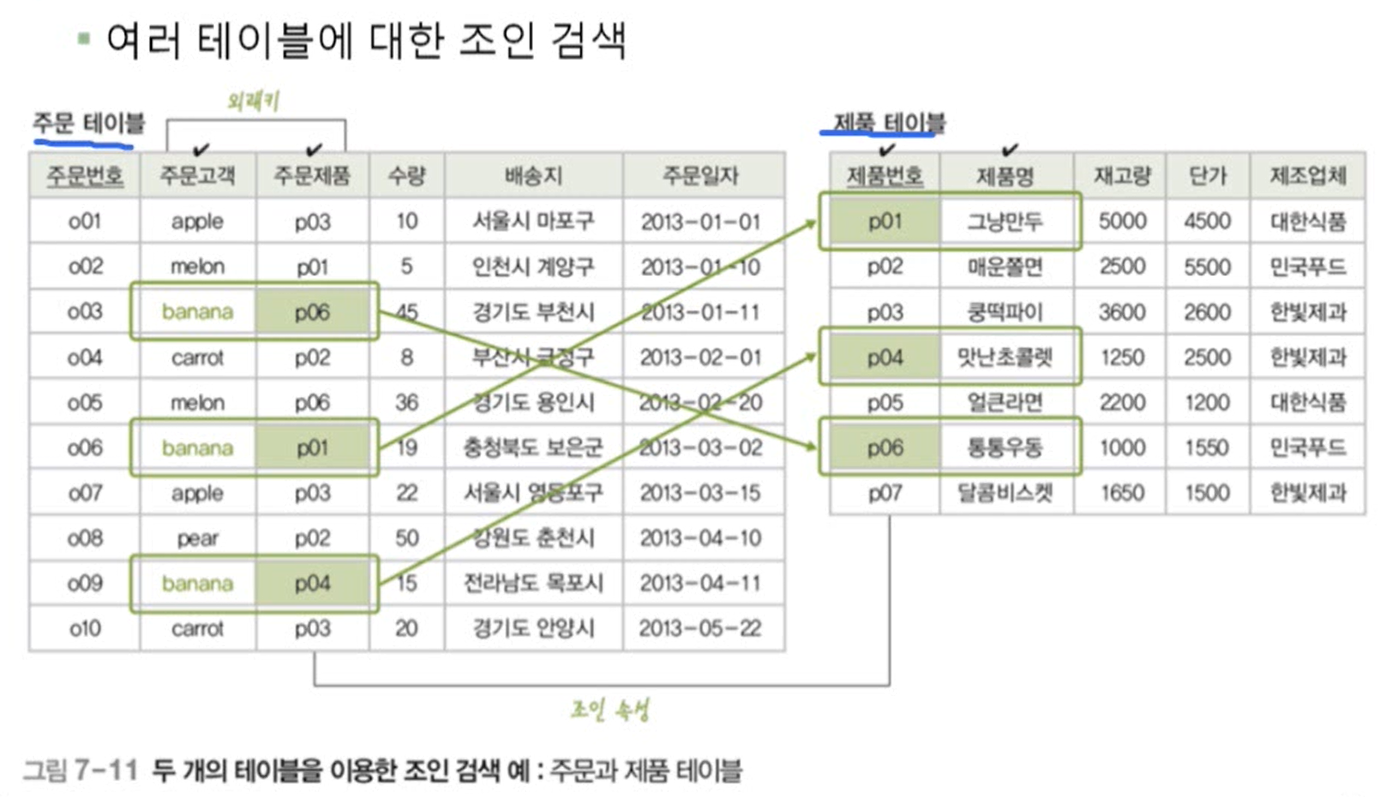 여러 테이블에 대한 조인 검색
외래키
주문 테이블
주문번호 주문고객 주문제품 수량 배송지 주문일자
o01 apple p03 10 서울시 마포구 2013-01-01
o02 melon p01 5 인천시 계양구 2013-01-10
o03 banana p06 45 경기도 부천시 2013-01-11
o04 carrot p02 8 부산시 금정구 2013-02-01
o05 melon p06 36 경기도 용인시 2013-02-20
o06 banana p01 19 충청북도 보은군 2013-03-02
o07 apple p03 22 서울시 영등포구 2013-03-15
o08 pear p02 50 강원도 춘천시 2013-04-10
o09 banana p04 15 전라남도 목포시 2013-04-11
o10 carrot p03 20 경기도 안양시 2013-05-22
제품 테이블
제품번호 제품명 재고량 단가 제조업체
p01 그냥만두 5000 4500 대한식품
p02 매운쫄면 2500 5500 민국푸드
p03 쿵떡파이 3600 2600 한빛제과
p04 맛난초콜렛 1250 2500 한빛제과
p05 얼큰라면 2200 1200 대한식품
p06 통통우동 1000 1550 민국푸드
p07 달콤비스켓 1650 1500 한빛제과
조인 속성
그림 7-11 두 개의 테이블을 이용한 조인 검색 예 : 주문과 제품 테이블